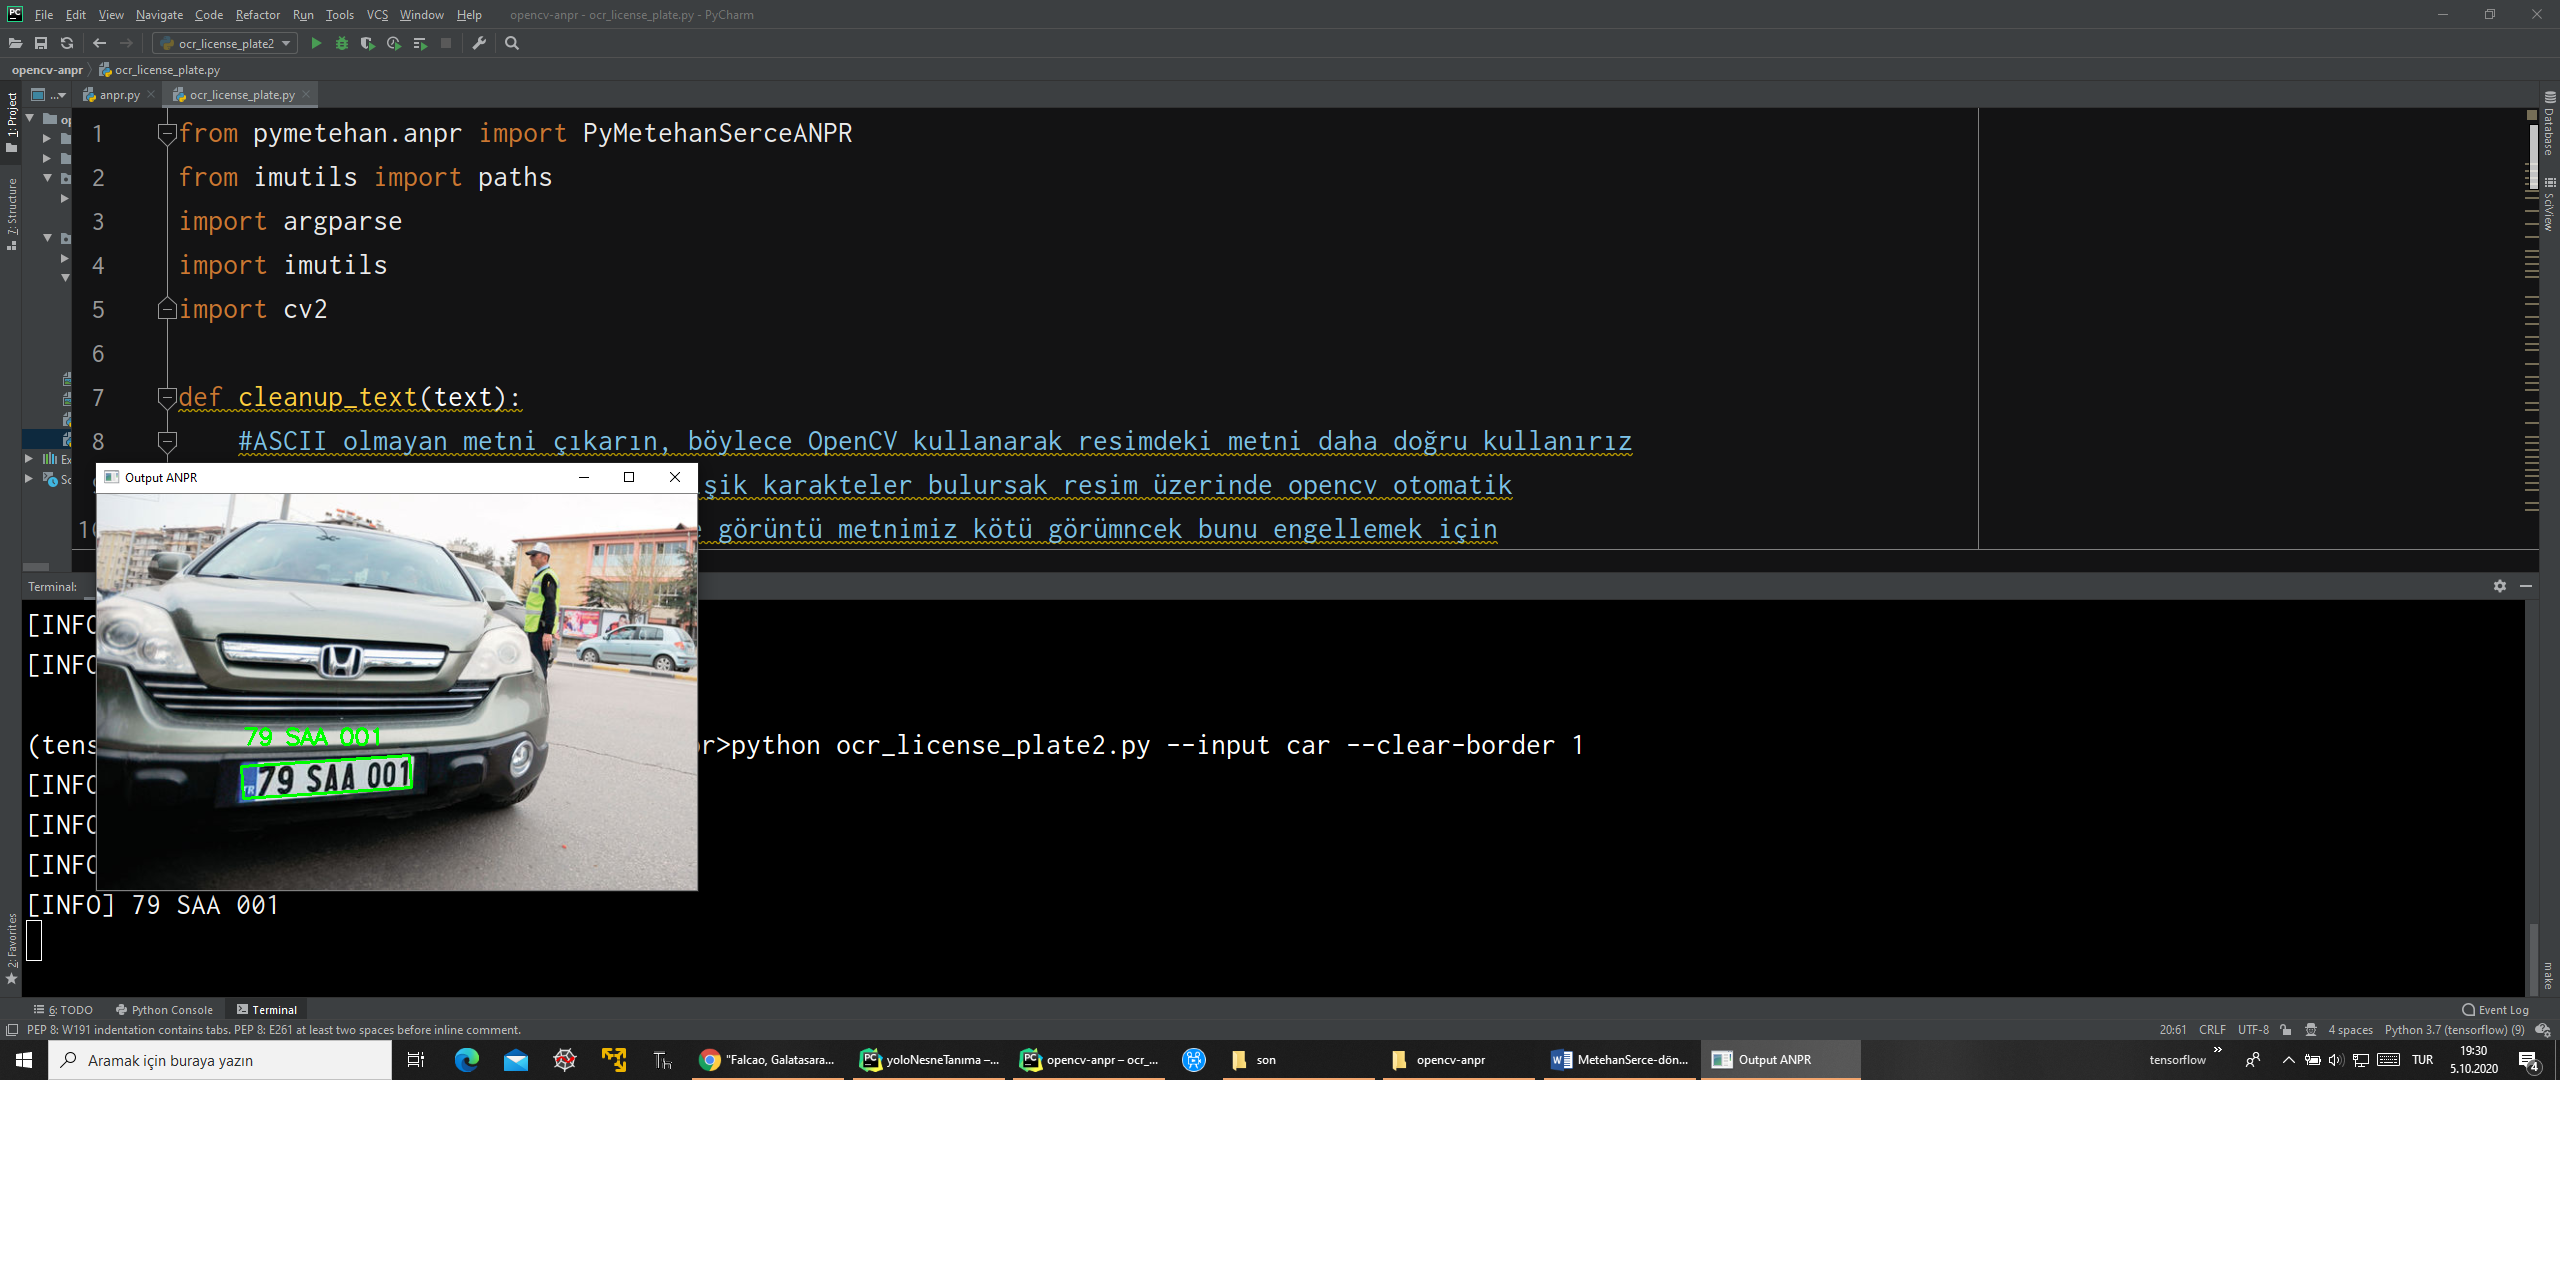 File Edit View Navigate Code Refactor Run Tools VCS Window Help opencv-anpr - ocr_license_plate.py - PyCharm
ocr_license_plate2
opencv-anpr ocr_license_plate.py
... anpr.py ocr_license_plate.py
1: Project
7: Structure
2: Favorites
Database
SciView
make
1 from pymetehan.anpr import PyMetehanSerceANPR
2 from imutils import paths
3 import argparse
4 import imutils
5 import cv2
6
7 def cleanup_text(text):
8 #ASCII olmayan metni çıkarın, böylece OpenCV kullanarak resimdeki metni daha doğru kullanırız
şik karakteler bulursak resim üzerinde opencv otomatik
görüntü metnimiz kötü görümncek bunu engellemek için
Output ANPR
79 SAA 001
TR 79 SAA 001
Terminal:
[INFO
[INFO
(tens r>python ocr_license_plate2.py --input car --clear-border 1
[INFO
[INFO
[INFO
[INFO] 79 SAA 001
6: TODO Python Console Terminal Event Log
PEP 8: W191 indentation contains tabs. PEP 8: E261 at least two spaces before inline comment. 20:61 CRLF UTF-8 4 spaces Python 3.7 (tensorflow) (9)
Aramak için buraya yazın "Falcao, Galatasara... yoloNesneTanıma –... opencv-anpr – ocr_... son opencv-anpr MetehanSerce-dön... Output ANPR tensorflow TUR 19:30
5.10.2020 4